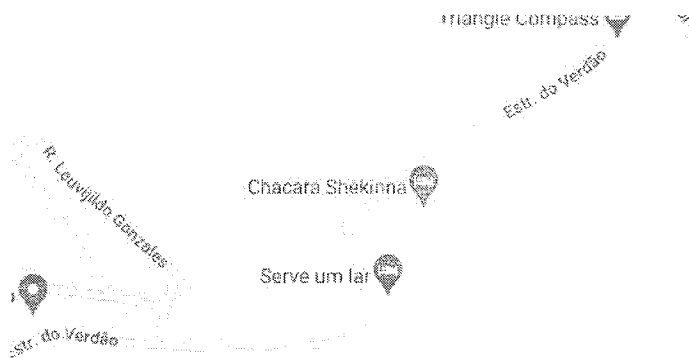 Triangle Compass
Estr. do Verdão
R. Leuvijildo Gonzales
Chacara Shekinna
Serve um lar
Estr. do Verdão